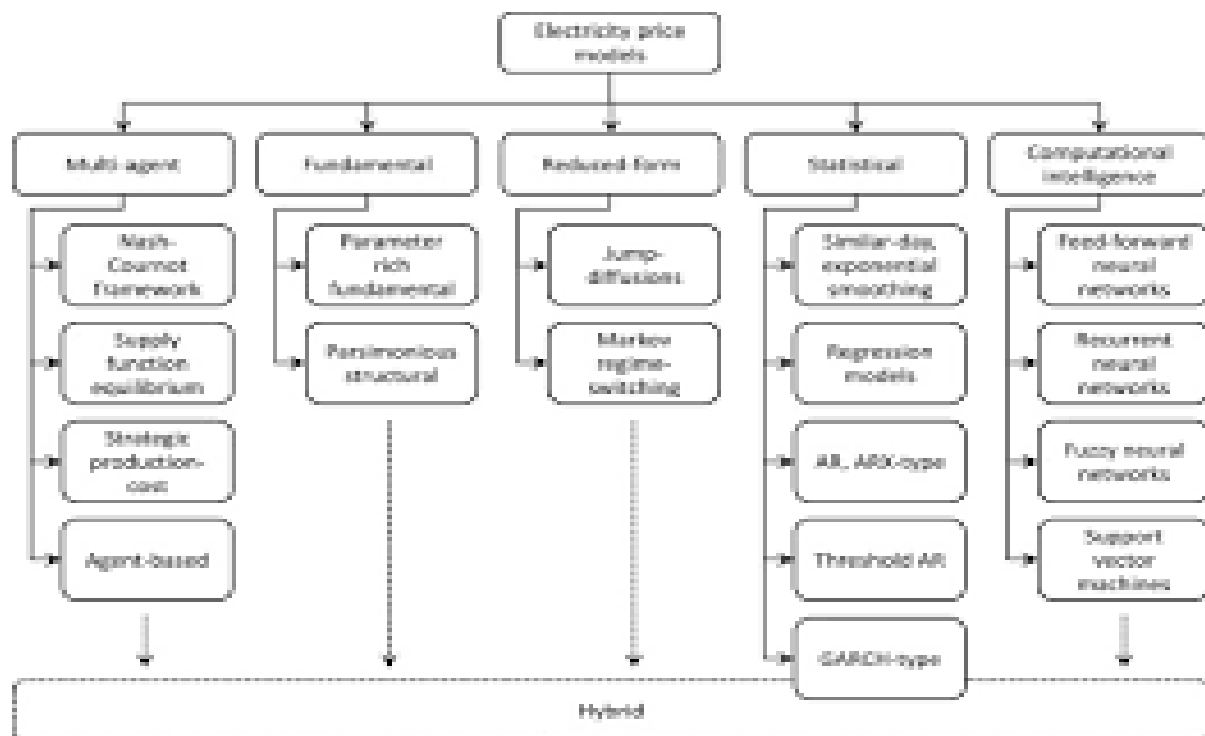 Electricity price
models
Multi-agent
Fundamental
Reduced-form
Statistical
Computational
intelligence
Nash-
Cournot
framework
Parameter
rich
fundamental
Jump-
diffusions
Similar-day,
exponential
smoothing
Feed-forward
neural
networks
Supply
function
equilibrium
Parsimonious
structural
Markov
regime-
switching
Regression
models
Recurrent
neural
networks
Strategic
production-
cost
AR, ARX-type
Fuzzy neural
networks
Agent-based
Threshold AR
Support
vector
machines
GARCH-type
Hybrid